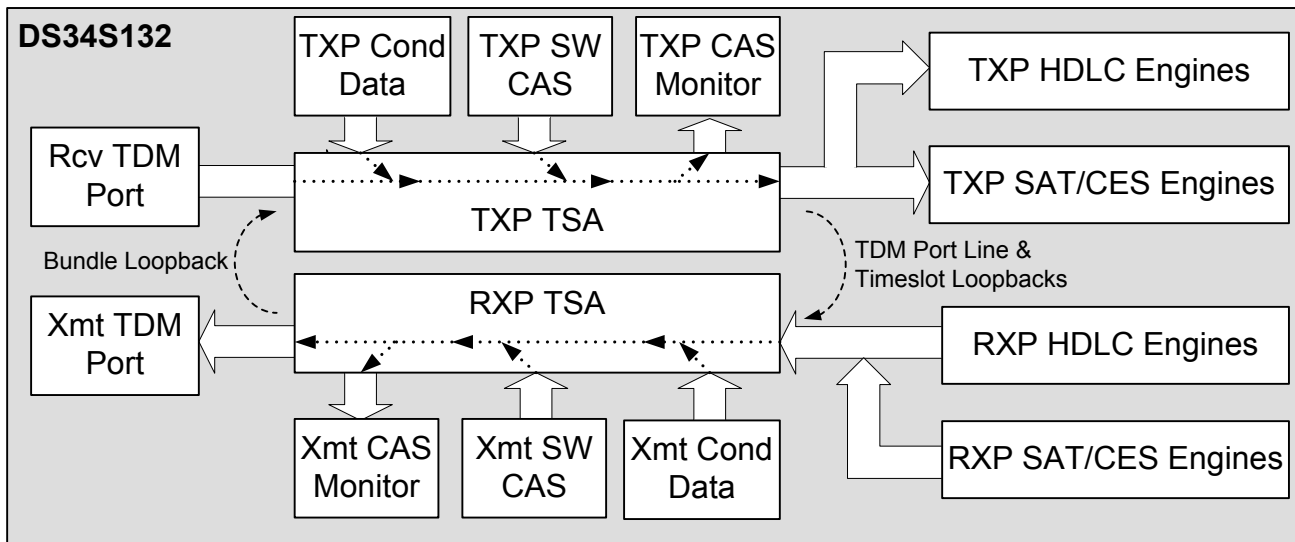 DS34S132
TXP Cond
Data
TXP SW
CAS
TXP CAS
Monitor
TXP HDLC Engines
Rcv TDM
Port
TXP TSA
TXP SAT/CES Engines
Bundle Loopback
TDM Port Line &
Timeslot Loopbacks
Xmt TDM
Port
RXP TSA
RXP HDLC Engines
Xmt CAS
Monitor
Xmt SW
CAS
Xmt Cond
Data
RXP SAT/CES Engines